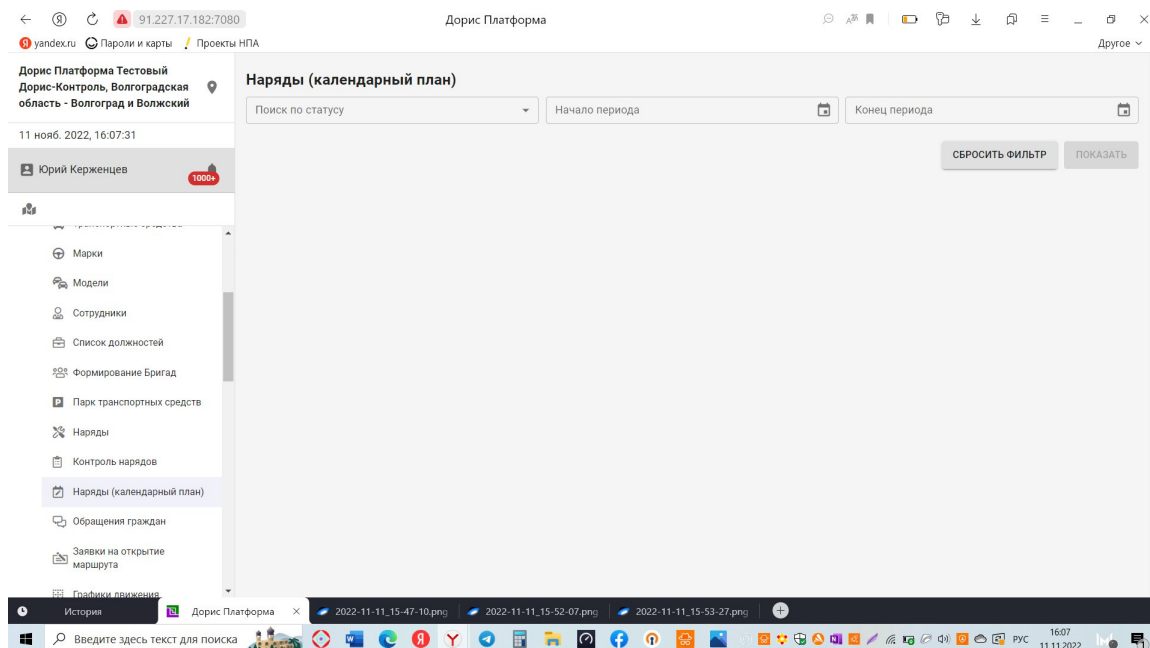 91.227.17.182:7080
Дорис Платформа
yandex.ru
Пароли и карты
Проекты НПА
Другое
Дорис Платформа Тестовый
Дорис-Контроль, Волгоградская
область - Волгоград и Волжский
11 нояб. 2022, 16:07:31
Юрий Керженцев
1000+
Наряды (календарный план)
Поиск по статусу
Начало периода
Конец периода
СБРОСИТЬ ФИЛЬТР
ПОКАЗАТЬ
Транспортные средства
Марки
Модели
Сотрудники
Список должностей
Формирование Бригад
Парк транспортных средств
Наряды
Контроль нарядов
Наряды (календарный план)
Обращения граждан
Заявки на открытие
маршрута
Графики движения
История
Дорис Платформа
2022-11-11_15-47-10.png
2022-11-11_15-52-07.png
2022-11-11_15-53-27.png
Введите здесь текст для поиска
РУС
16:07
11.11.2022